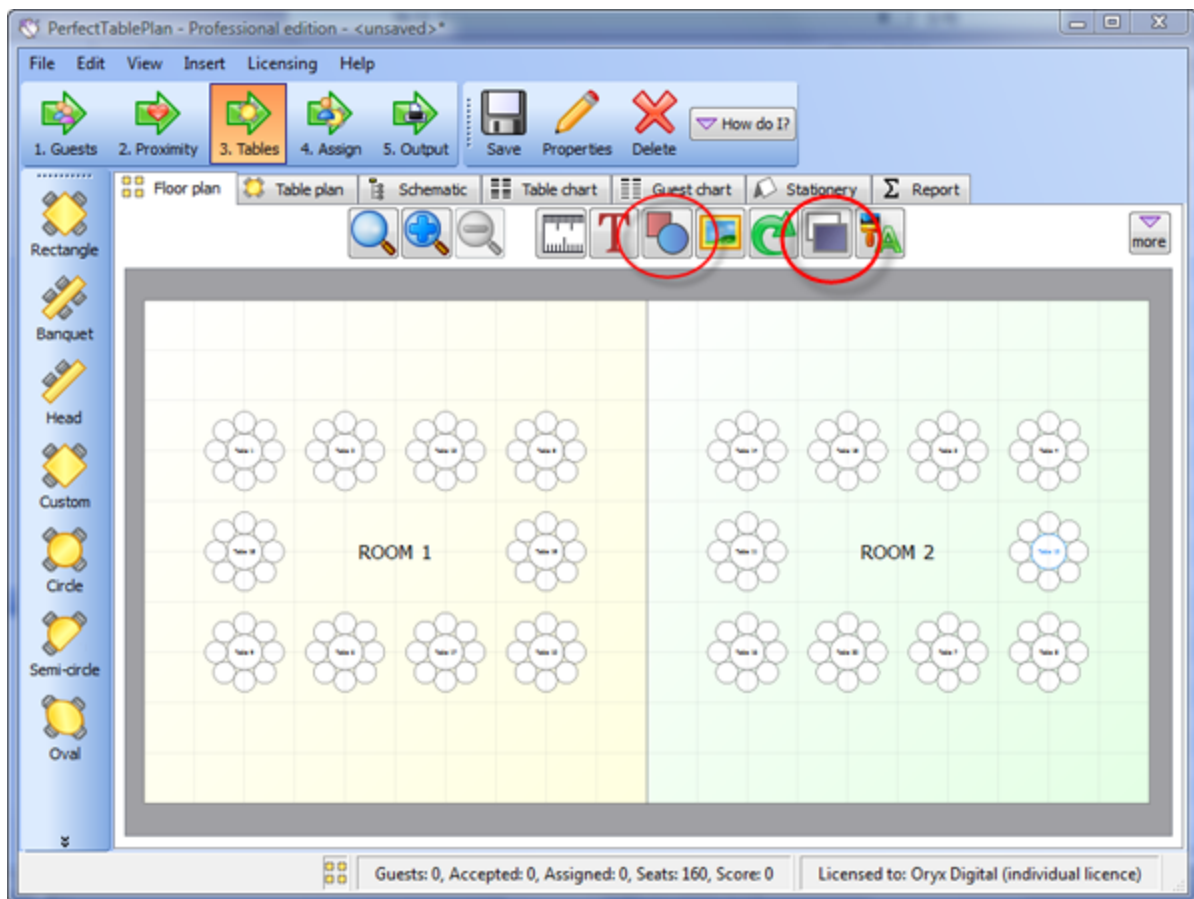 PerfectTablePlan - Professional edition - <unsaved>*
File Edit View Insert Licensing Help
1. Guests 2. Proximity 3. Tables 4. Assign 5. Output Save Properties Delete How do I?
Floor plan Table plan Schematic Table chart Guest chart Stationery Σ Report
more
Rectangle
Banquet
Head
Custom
Circle
Semi-circle
Oval
ROOM 1 ROOM 2
Guests: 0, Accepted: 0, Assigned: 0, Seats: 160, Score: 0 Licensed to: Oryx Digital (individual licence)